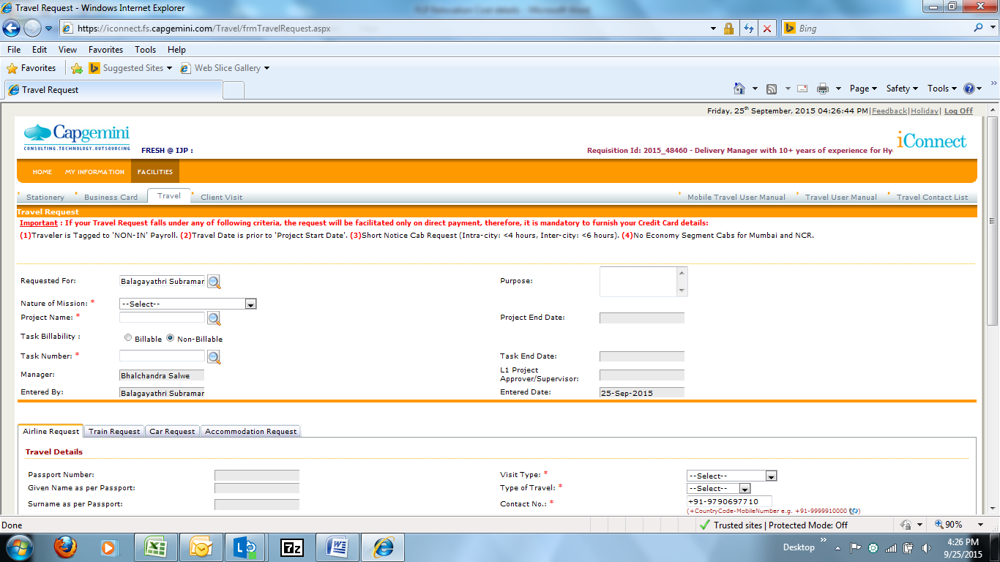 Travel Request - Windows Internet Explorer
https://iconnect.fs.capgemini.com/Travel/frmTravelRequest.aspx
Bing
File Edit View Favorites Tools Help
Favorites Suggested Sites Web Slice Gallery
Travel Request
Page Safety Tools
Friday, 25th September, 2015 04:26:44 PM|Feedback|Holiday| Log Off
Capgemini
CONSULTING.TECHNOLOGY.OUTSOURCING
FRESH @ IJP :
Requisition Id: 2015_48460 - Delivery Manager with 10+ years of experience for Hy
iConnect
HOME MY INFORMATION FACILITIES
Stationery Business Card Travel Client Visit Mobile Travel User Manual Travel User Manual Travel Contact List
Travel Request
Important : If your Travel Request falls under any of following criteria, the request will be facilitated only on direct payment, therefore, it is mandatory to furnish your Credit Card details:
(1)Traveler is Tagged to 'NON-IN' Payroll. (2)Travel Date is prior to 'Project Start Date'. (3)Short Notice Cab Request (Intra-city: <4 hours, Inter-city: <6 hours). (4)No Economy Segment Cabs for Mumbai and NCR.
Requested For: Balagayathri Subramar Purpose:
Nature of Mission: * --Select--
Project Name: * Project End Date:
Task Billability : Billable Non-Billable
Task Number: * Task End Date:
Manager: Bhalchandra Salwe L1 Project Approver/Supervisor:
Entered By: Balagayathri Subramar Entered Date: 25-Sep-2015
Airline Request Train Request Car Request Accommodation Request
Travel Details
Passport Number: Visit Type: * --Select--
Given Name as per Passport: Type of Travel: * --Select--
Surname as per Passport: Contact No.: * +91-9790697710
(+CountryCode-MobileNumber e.g. +91-9999910000 )
Done Trusted sites | Protected Mode: Off 90%
Desktop 4:26 PM
9/25/2015